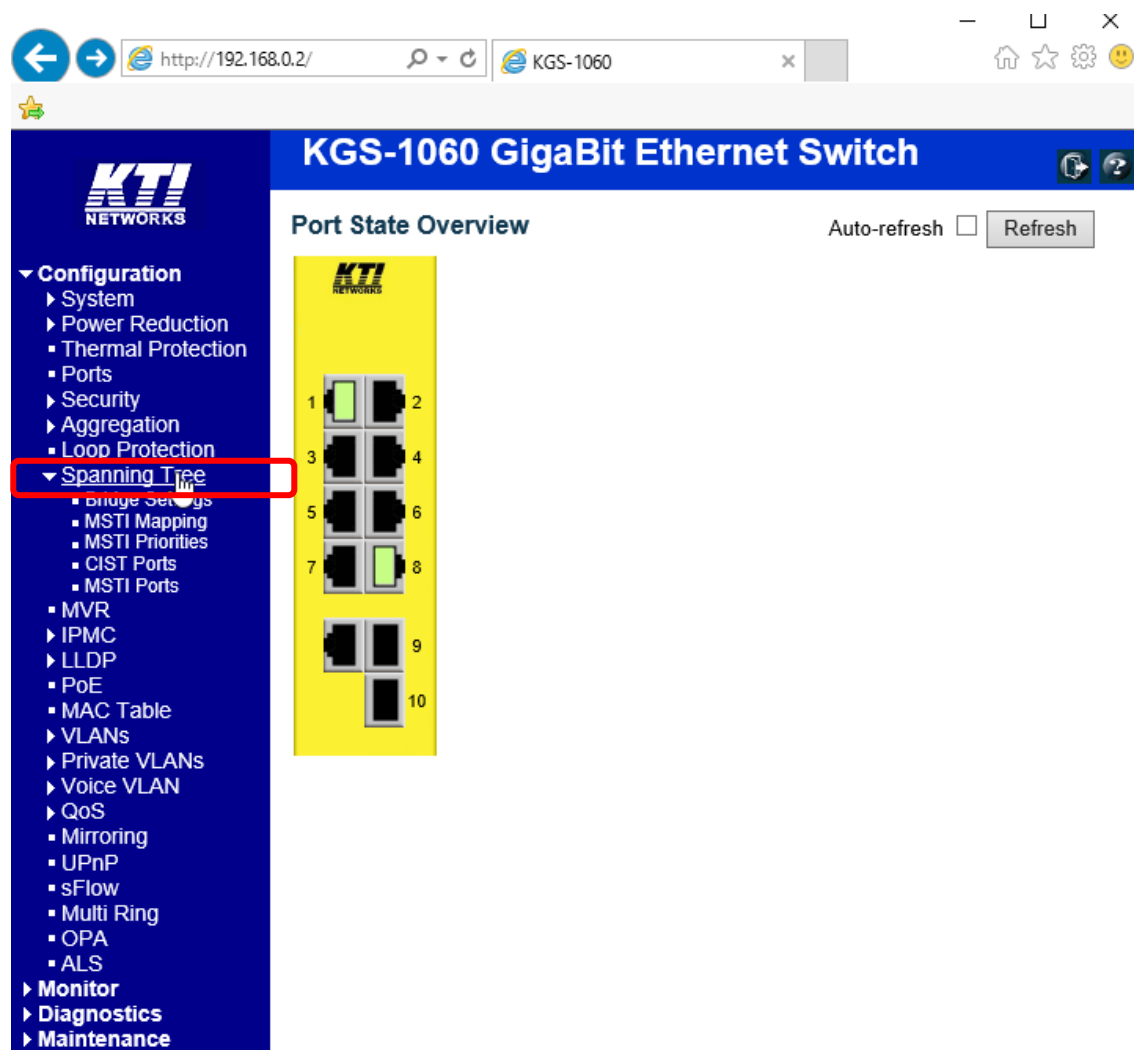 http://192.168.0.2/
KGS-1060
KGS-1060 GigaBit Ethernet Switch
KTI
NETWORKS
Port State Overview
Auto-refresh
Refresh
KTI
NETWORKS
1
2
3
4
5
6
7
8
9
10
Configuration
System
Power Reduction
Thermal Protection
Ports
Security
Aggregation
Loop Protection
Spanning Tree
Bridge Settings
MSTI Mapping
MSTI Priorities
CIST Ports
MSTI Ports
MVR
IPMC
LLDP
PoE
MAC Table
VLANs
Private VLANs
Voice VLAN
QoS
Mirroring
UPnP
sFlow
Multi Ring
OPA
ALS
Monitor
Diagnostics
Maintenance